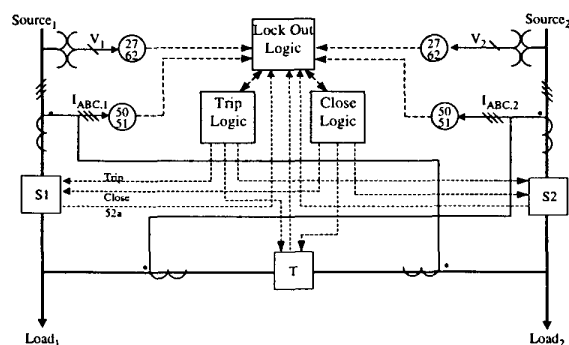 Source1
Source2
V1
27
62
Lock Out
Logic
27
62
V2
IABC,1
50
51
Trip
Logic
Close
Logic
50
51
IABC,2
Trip
S1
Close
52a
S2
T
Load1
Load2